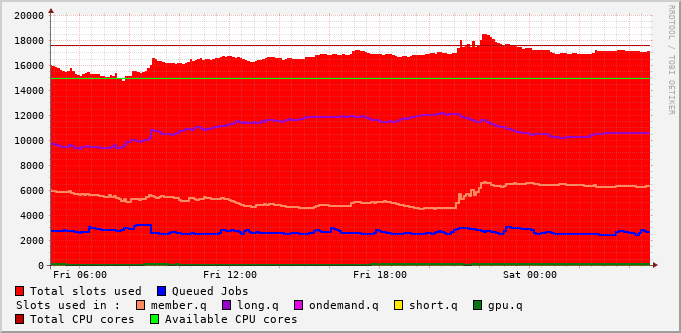 20000
18000
16000
14000
12000
10000
8000
6000
4000
2000
0
Fri 06:00 Fri 12:00 Fri 18:00 Sat 00:00
RRDTOOL / TOBI OETIKER
Total slots used Queued Jobs
Slots used in : member.q long.q ondemand.q short.q gpu.q
Total CPU cores Available CPU cores